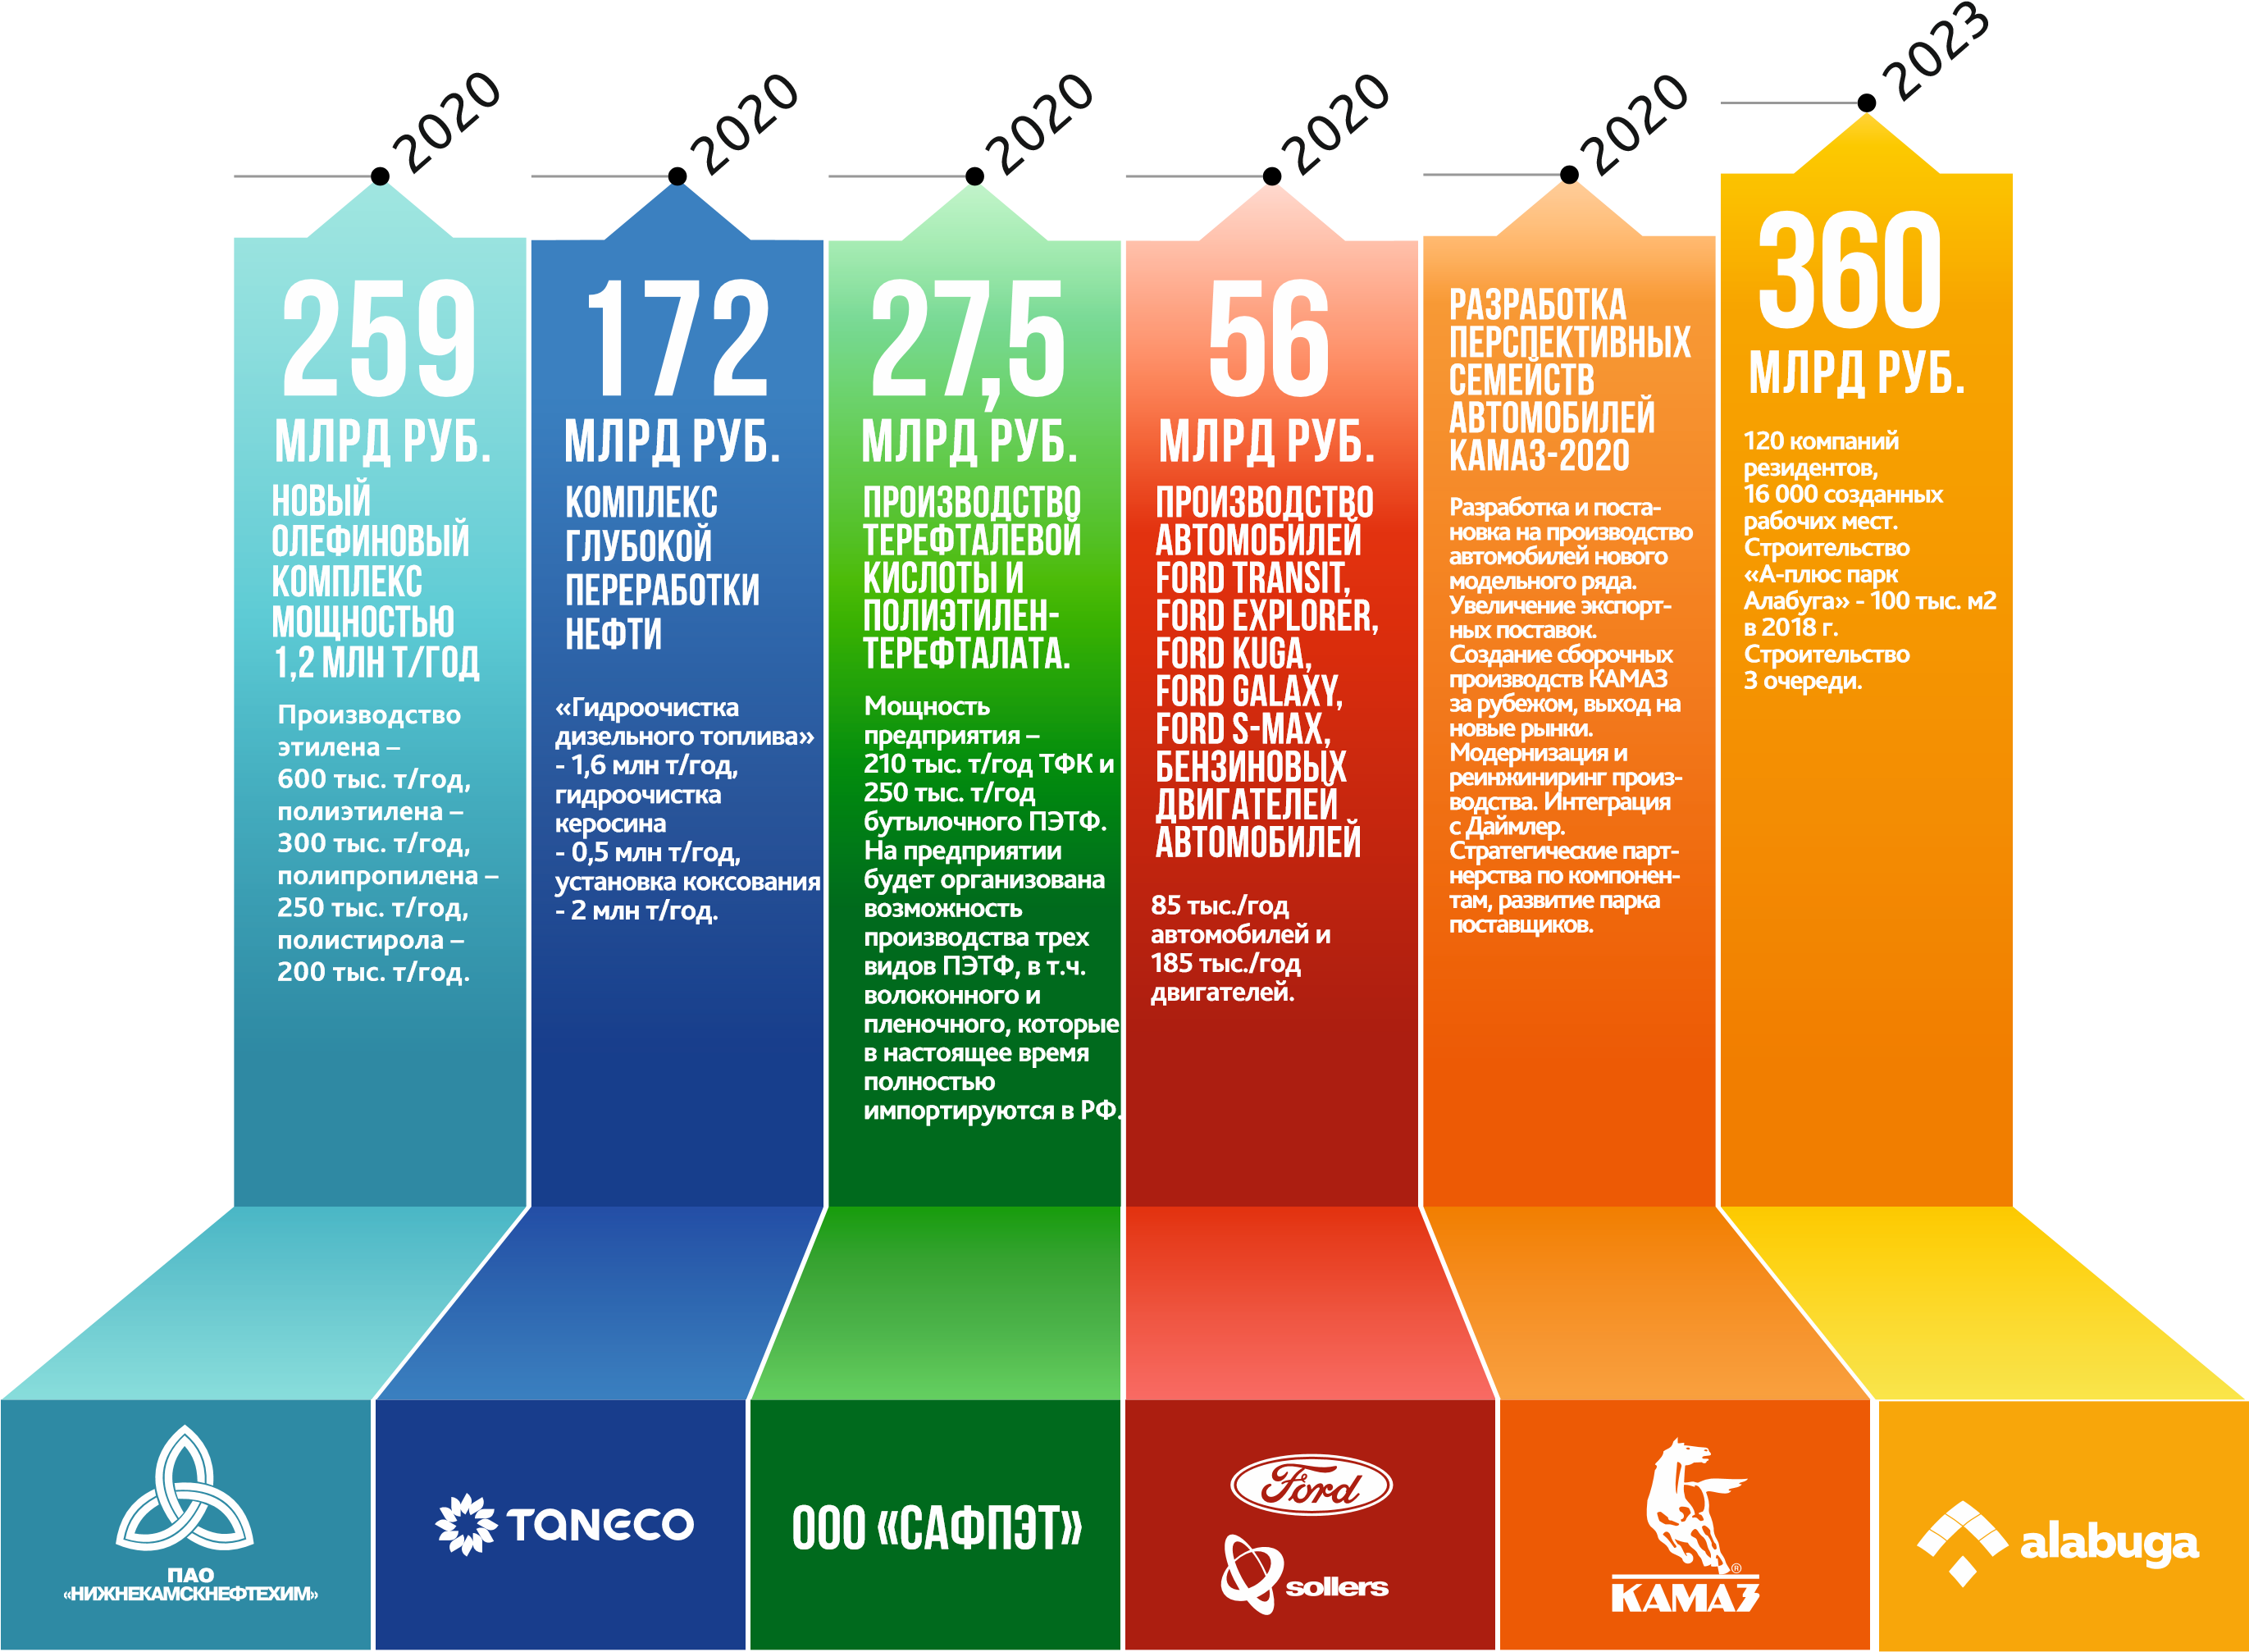 2020
259
МЛРД РУБ.
НОВЫЙ
ОЛЕФИНОВЫЙ
КОМПЛЕКС
МОЩНОСТЬЮ
1,2 МЛН Т/ГОД
Производство
этилена –
600 тыс. т/год,
полиэтилена –
300 тыс. т/год,
полипропилена –
250 тыс. т/год,
полистирола –
200 тыс. т/год.
ПАО
«НИЖНЕКАМСКНЕФТЕХИМ»
2020
172
МЛРД РУБ.
КОМПЛЕКС
ГЛУБОКОЙ
ПЕРЕРАБОТКИ
НЕФТИ
«Гидроочистка
дизельного топлива»
- 1,6 млн т/год,
гидроочистка
керосина
- 0,5 млн т/год,
установка коксования
- 2 млн т/год.
TANECO
2020
27,5
МЛРД РУБ.
ПРОИЗВОДСТВО
ТЕРЕФТАЛЕВОЙ
КИСЛОТЫ И
ПОЛИЭТИЛЕН-
ТЕРЕФТАЛАТА.
Мощность
предприятия –
210 тыс. т/год ТФК и
250 тыс. т/год
бутылочного ПЭТФ.
На предприятии
будет организована
возможность
производства трех
видов ПЭТФ, в т.ч.
волоконного и
пленочного, которые
в настоящее время
полностью
импортируются в РФ.
ООО «САФПЭТ»
2020
56
МЛРД РУБ.
ПРОИЗВОДСТВО
АВТОМОБИЛЕЙ
FORD TRANSIT,
FORD EXPLORER,
FORD KUGA,
FORD GALAXY,
FORD S-MAX,
БЕНЗИНОВЫХ
ДВИГАТЕЛЕЙ
АВТОМОБИЛЕЙ
85 тыс./год
автомобилей и
185 тыс./год
двигателей.
Ford
sollers
2020
РАЗРАБОТКА
ПЕРСПЕКТИВНЫХ
СЕМЕЙСТВ
АВТОМОБИЛЕЙ
КАМАЗ-2020
Разработка и поста-
новка на производство
автомобилей нового
модельного ряда.
Увеличение экспорт-
ных поставок.
Создание сборочных
производств КАМАЗ
за рубежом, выход на
новые рынки.
Модернизация и
реинжиниринг произ-
водства. Интеграция
с Даймлер.
Стратегические парт-
нерства по компонен-
там, развитие парка
поставщиков.
®
КАМАЗ
2023
360
МЛРД РУБ.
120 компаний
резидентов,
16 000 созданных
рабочих мест.
Строительство
«А-плюс парк
Алабуга» - 100 тыс. м2
в 2018 г.
Строительство
3 очереди.
alabuga